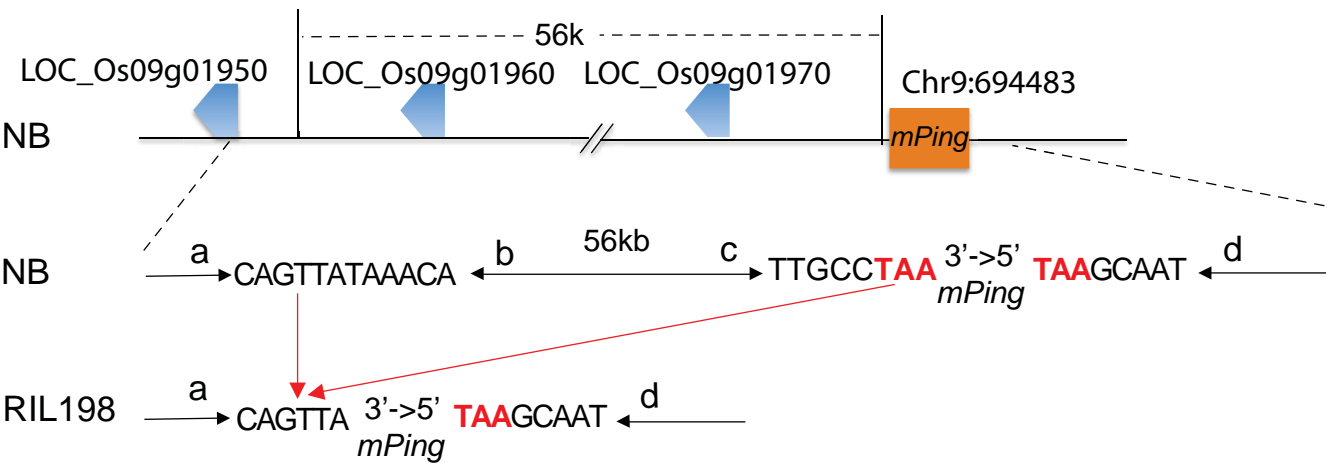 56k
LOC_Os09g01950 LOC_Os09g01960 LOC_Os09g01970 Chr9:694483
NB mPing
NB a CAGTTATAAACA b 56kb c TTGCCTAA 3’->5’ TAAGCAAT d
mPing
RIL198 a CAGTTA 3’->5’ TAAGCAAT d
mPing